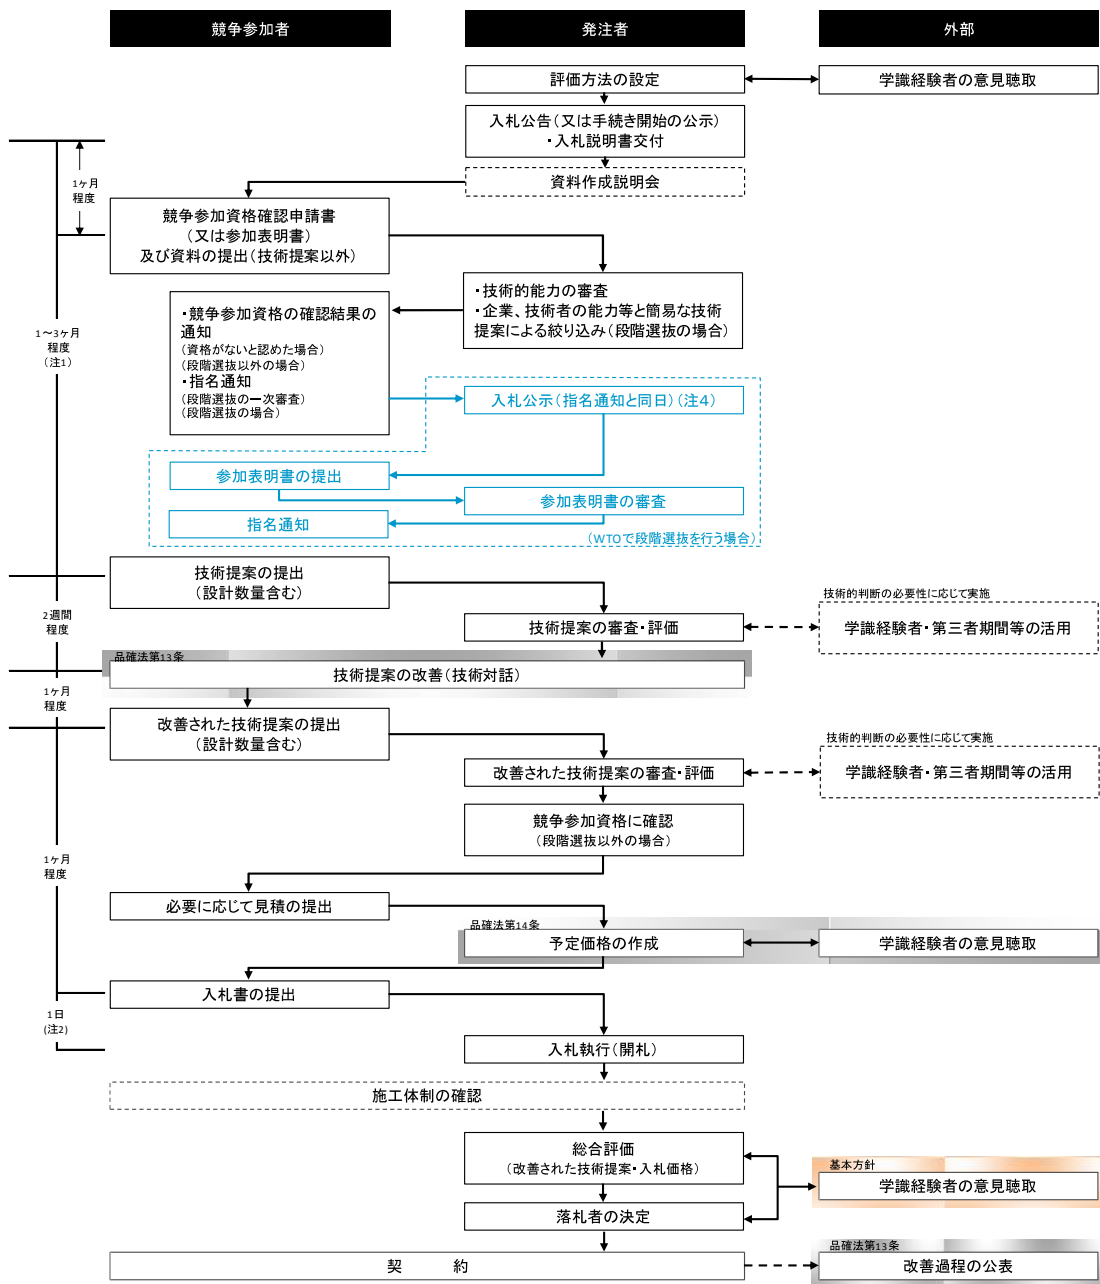 競争参加者
発注者
外部
評価方法の設定
学識経験者の意見聴取
入札公告(又は手続き開始の公示)
・入札説明書交付
資料作成説明会
1ヶ月
程度
競争参加資格確認申請書
(又は参加表明書)
及び資料の提出(技術提案以外)
・技術的能力の審査
・企業、技術者の能力等と簡易な技術
提案による絞り込み(段階選抜の場合)
1〜3ヶ月
程度
(注1)
・競争参加資格の確認結果の
通知
(資格がないと認めた場合)
(段階選抜以外の場合)
・指名通知
(段階選抜の一次審査)
(段階選抜の場合)
入札公示(指名通知と同日)(注4)
参加表明書の提出
参加表明書の審査
指名通知
(WTOで段階選抜を行う場合)
技術提案の提出
(設計数量含む)
2週間
程度
技術提案の審査・評価
技術的判断の必要性に応じて実施
学識経験者・第三者期間等の活用
品確法第13条
技術提案の改善(技術対話)
1ヶ月
程度
改善された技術提案の提出
(設計数量含む)
改善された技術提案の審査・評価
技術的判断の必要性に応じて実施
学識経験者・第三者期間等の活用
競争参加資格に確認
(段階選抜以外の場合)
1ヶ月
程度
必要に応じて見積の提出
品確法第14条
予定価格の作成
学識経験者の意見聴取
入札書の提出
1日
(注2)
入札執行(開札)
施工体制の確認
総合評価
(改善された技術提案・入札価格)
基本方針
学識経験者の意見聴取
落札者の決定
契　　　約
品確法第13条
改善過程の公表